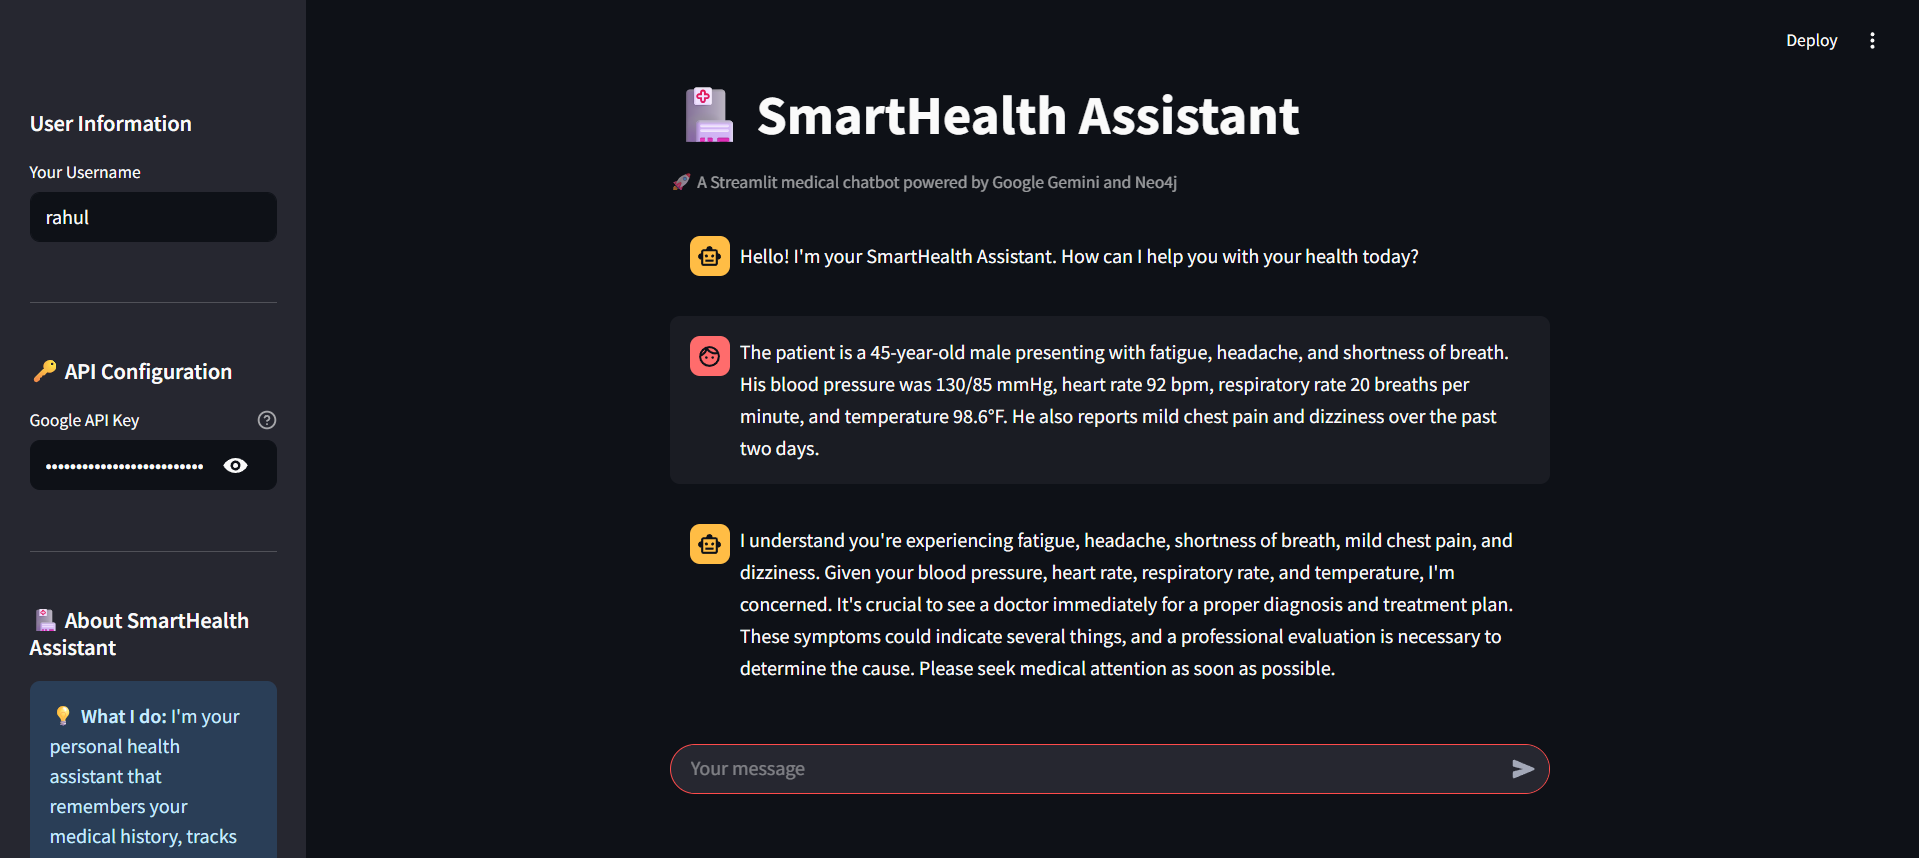 Deploy
User Information
Your Username
rahul
🔑 API Configuration
Google API Key
••••••••••••••••••••••••••
🏥 About SmartHealth
Assistant
💡 What I do: I'm your
personal health
assistant that
remembers your
medical history, tracks
🏥 SmartHealth Assistant
🚀 A Streamlit medical chatbot powered by Google Gemini and Neo4j
Hello! I'm your SmartHealth Assistant. How can I help you with your health today?
The patient is a 45-year-old male presenting with fatigue, headache, and shortness of breath.
His blood pressure was 130/85 mmHg, heart rate 92 bpm, respiratory rate 20 breaths per
minute, and temperature 98.6°F. He also reports mild chest pain and dizziness over the past
two days.
I understand you're experiencing fatigue, headache, shortness of breath, mild chest pain, and
dizziness. Given your blood pressure, heart rate, respiratory rate, and temperature, I'm
concerned. It's crucial to see a doctor immediately for a proper diagnosis and treatment plan.
These symptoms could indicate several things, and a professional evaluation is necessary to
determine the cause. Please seek medical attention as soon as possible.
Your message